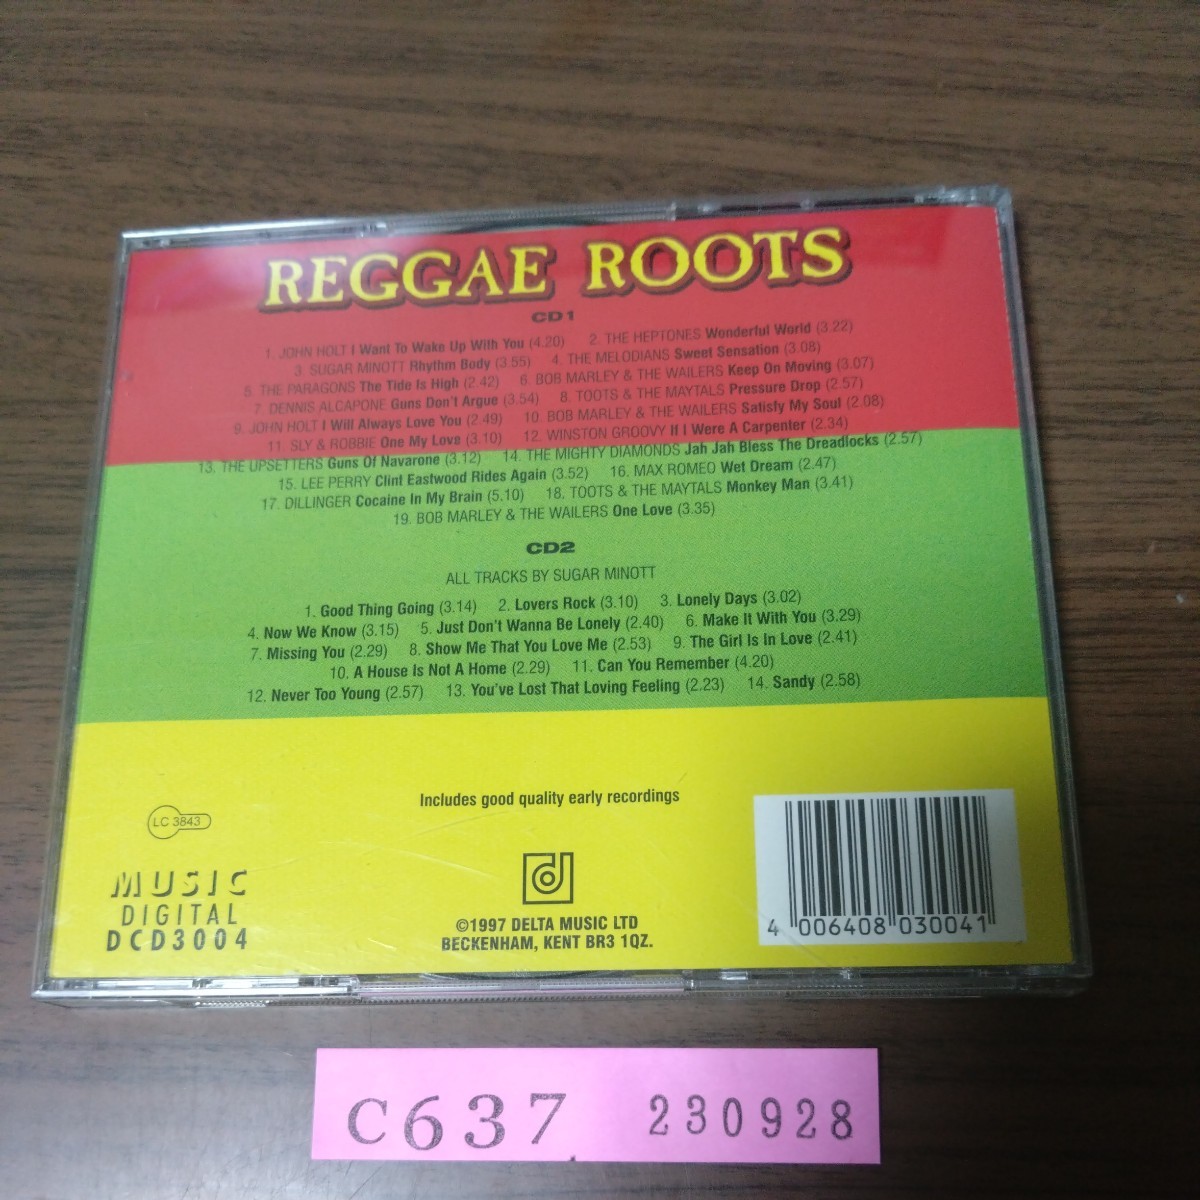 REGGAE ROOTS
CD1
1. JOHN HOLT I Want To Wake Up With You (4.20) 2. THE HEPTONES Wonderful World (3.22)
3. SUGAR MINOTT Rhythm Body (3.55) 4. THE MELODIANS Sweet Sensation (3.08)
5. THE PARAGONS The Tide Is High (2.42) 6. BOB MARLEY & THE WAILERS Keep On Moving (3.07)
7. DENNIS ALCAPONE Guns Don't Argue (3.54) 8. TOOTS & THE MAYTALS Pressure Drop (2.57)
9. JOHN HOLT I Will Always Love You (2.49) 10. BOB MARLEY & THE WAILERS Satisfy My Soul (2.08)
11. SLY & ROBBIE One My Love (3.10) 12. WINSTON GROOVY If I Were A Carpenter (2.34)
13. THE UPSETTERS Guns Of Navarone (3.12) 14. THE MIGHTY DIAMONDS Jah Jah Bless The Dreadlocks (2.57)
15. LEE PERRY Clint Eastwood Rides Again (3.52) 16. MAX ROMEO Wet Dream (2.47)
17. DILLINGER Cocaine In My Brain (5.10) 18. TOOTS & THE MAYTALS Monkey Man (3.41)
19. BOB MARLEY & THE WAILERS One Love (3.35)
CD2
ALL TRACKS BY SUGAR MINOTT
1. Good Thing Going (3.14) 2. Lovers Rock (3.10) 3. Lonely Days (3.02)
4. Now We Know (3.15) 5. Just Don't Wanna Be Lonely (2.40) 6. Make It With You (3.29)
7. Missing You (2.29) 8. Show Me That You Love Me (2.53) 9. The Girl Is In Love (2.41)
10. A House Is Not A Home (2.29) 11. Can You Remember (4.20)
12. Never Too Young (2.57) 13. You've Lost That Loving Feeling (2.23) 14. Sandy (2.58)
Includes good quality early recordings
LC 3843
MUSIC
DIGITAL
DCD3004
d
©1997 DELTA MUSIC LTD
BECKENHAM, KENT BR3 1QZ.
4 006408 030041
C637 230928